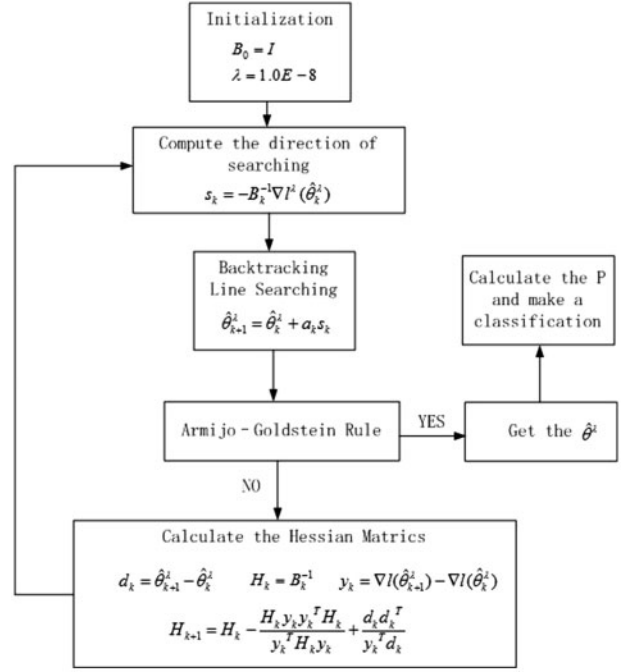 Initialization
B₀ = I
λ = 1.0E − 8
Compute the direction of
searching
s_k = −B_k^{-1}∇l^λ(θ̂_k^λ)
Backtracking
Line Searching
θ̂_{k+1}^λ = θ̂_k^λ + a_k s_k
Calculate the P
and make a
classification
Armijo – Goldstein Rule
YES
Get the θ̂^λ
NO
Calculate the Hessian Matrics
d_k = θ̂_{k+1}^λ − θ̂_k^λ H_k = B_k^{-1} y_k = ∇l(θ̂_{k+1}^λ) − ∇l(θ̂_k^λ)
H_{k+1} = H_k − \frac{H_k y_k y_k^T H_k}{y_k^T H_k y_k} + \frac{d_k d_k^T}{y_k^T d_k}